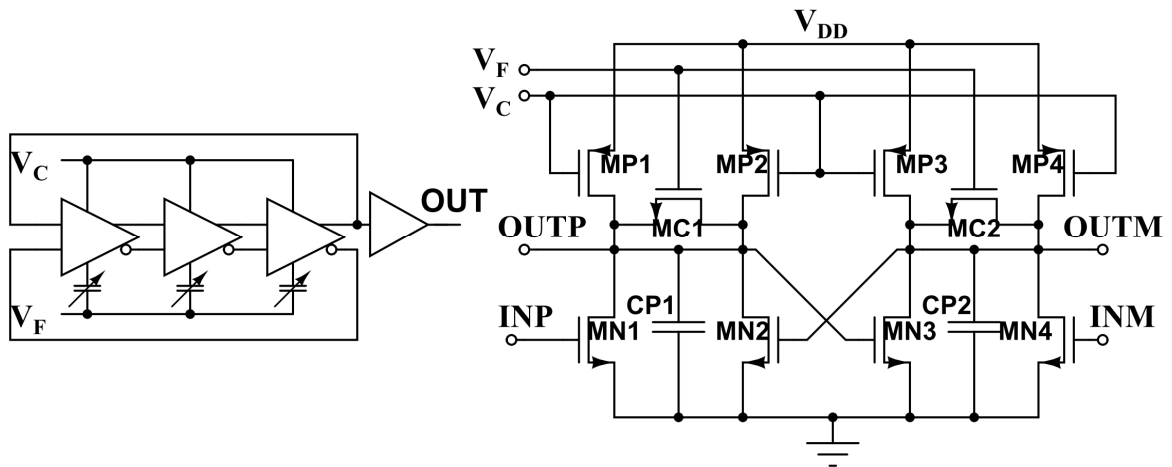 V_DD
V_F
V_C
MP1 MP2 MP3 MP4
V_C
OUT
MC1 MC2
OUTP OUTM
CP1 CP2
V_F
INP MN1 MN2 MN3 MN4 INM